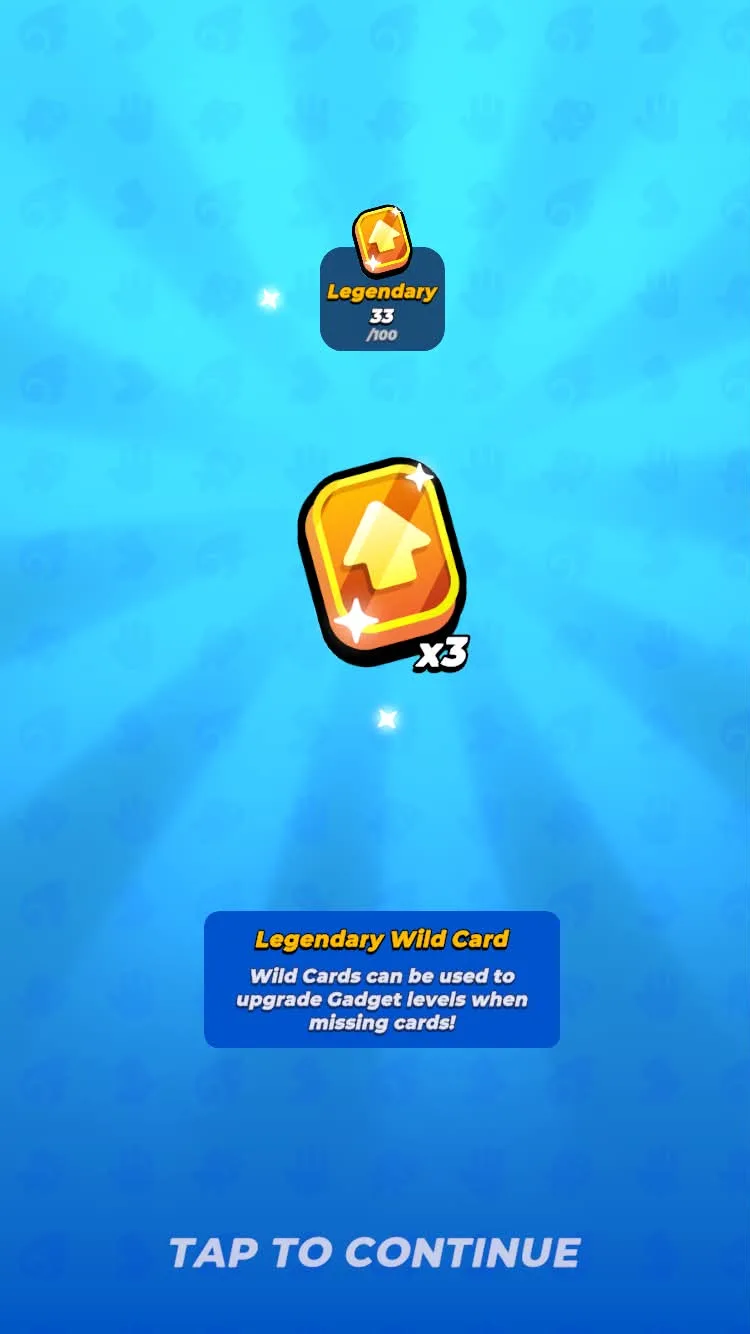 Legendary
33
/100
x3
Legendary Wild Card
Wild Cards can be used to
upgrade Gadget levels when
missing cards!
TAP TO CONTINUE